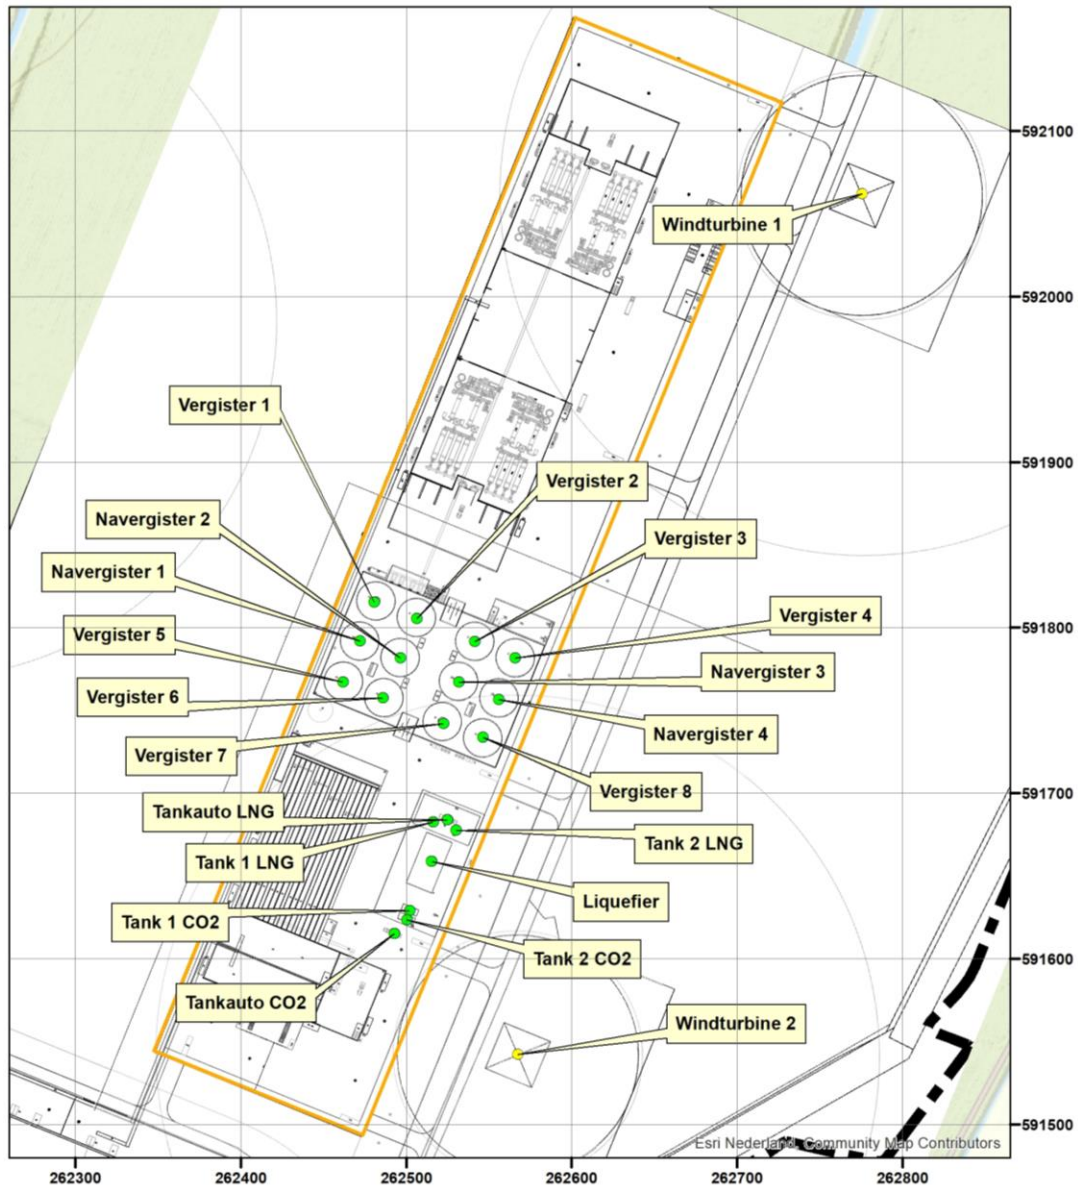 592100
Windturbine 1
592000
Vergister 1
591900
Vergister 2
Navergister 2
Vergister 3
Navergister 1
Vergister 4
Vergister 5
591800
Navergister 3
Vergister 6
Navergister 4
Vergister 7
Vergister 8
591700
Tankauto LNG
Tank 2 LNG
Tank 1 LNG
Liquefier
Tank 1 CO2
Tank 2 CO2
591600
Tankauto CO2
Windturbine 2
Esri Nederland, Community Map Contributors
591500
262300 262400 262500 262600 262700 262800